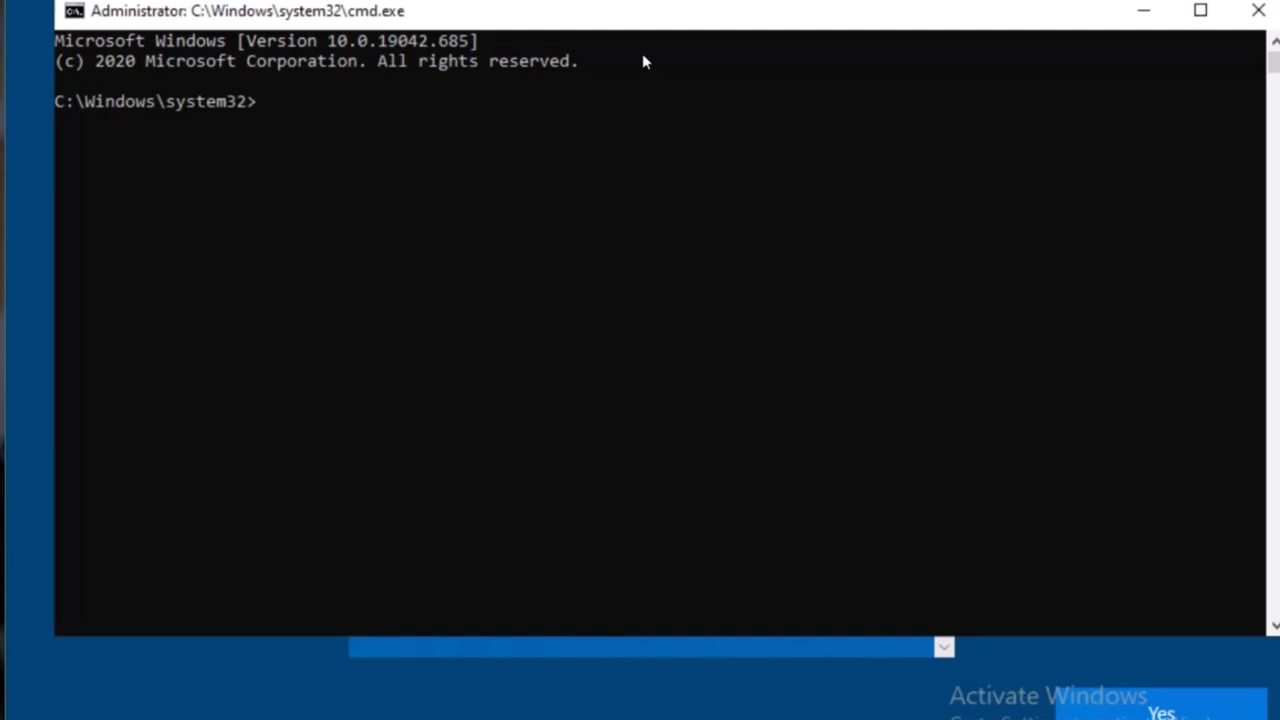 Administrator: C:\Windows\system32\cmd.exe
Microsoft Windows [Version 10.0.19042.685]
(c) 2020 Microsoft Corporation. All rights reserved.
C:\Windows\system32>
Activate Windows
Yes